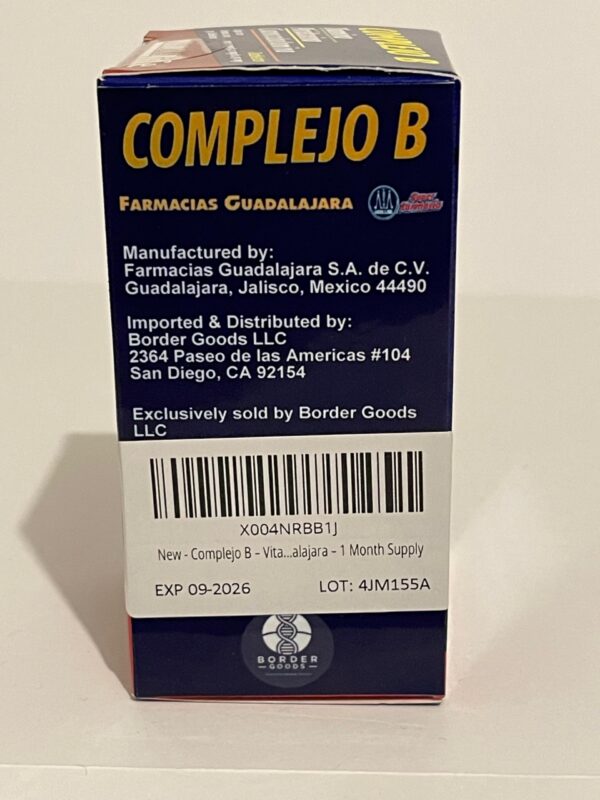 COMPLEJO B
COMPLEJO B
FARMACIAS GUADALAJARA
Super
Manufactured by:
Farmacias Guadalajara S.A. de C.V.
Guadalajara, Jalisco, Mexico 44490
Imported & Distributed by:
Border Goods LLC
2364 Paseo de las Americas #104
San Diego, CA 92154
Exclusively sold by Border Goods
LLC
X004NRBB1J
New - Complejo B – Vita...alajara – 1 Month Supply
EXP 09-2026 LOT: 4JM155A
BORDER
GOODS